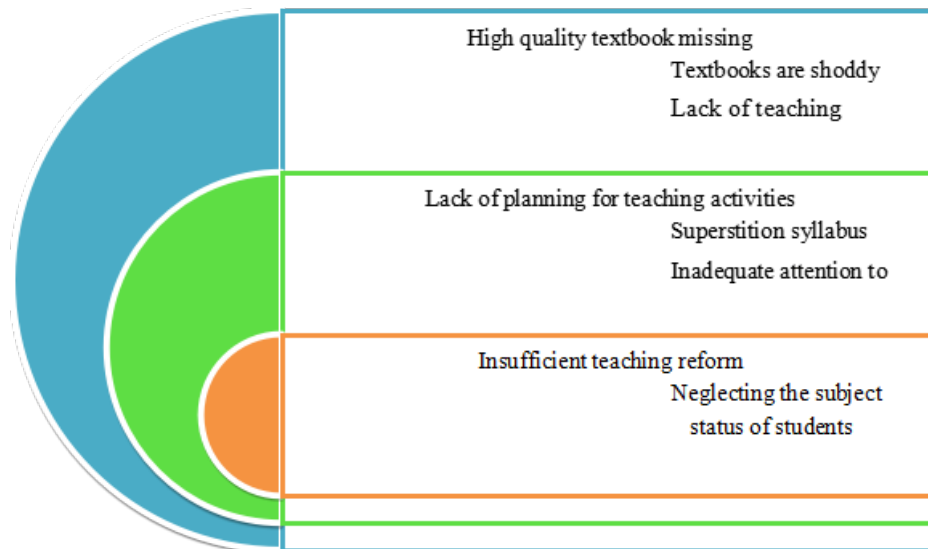 High quality textbook missing
Textbooks are shoddy
Lack of teaching
Lack of planning for teaching activities
Superstition syllabus
Inadequate attention to
Insufficient teaching reform
Neglecting the subject
status of students